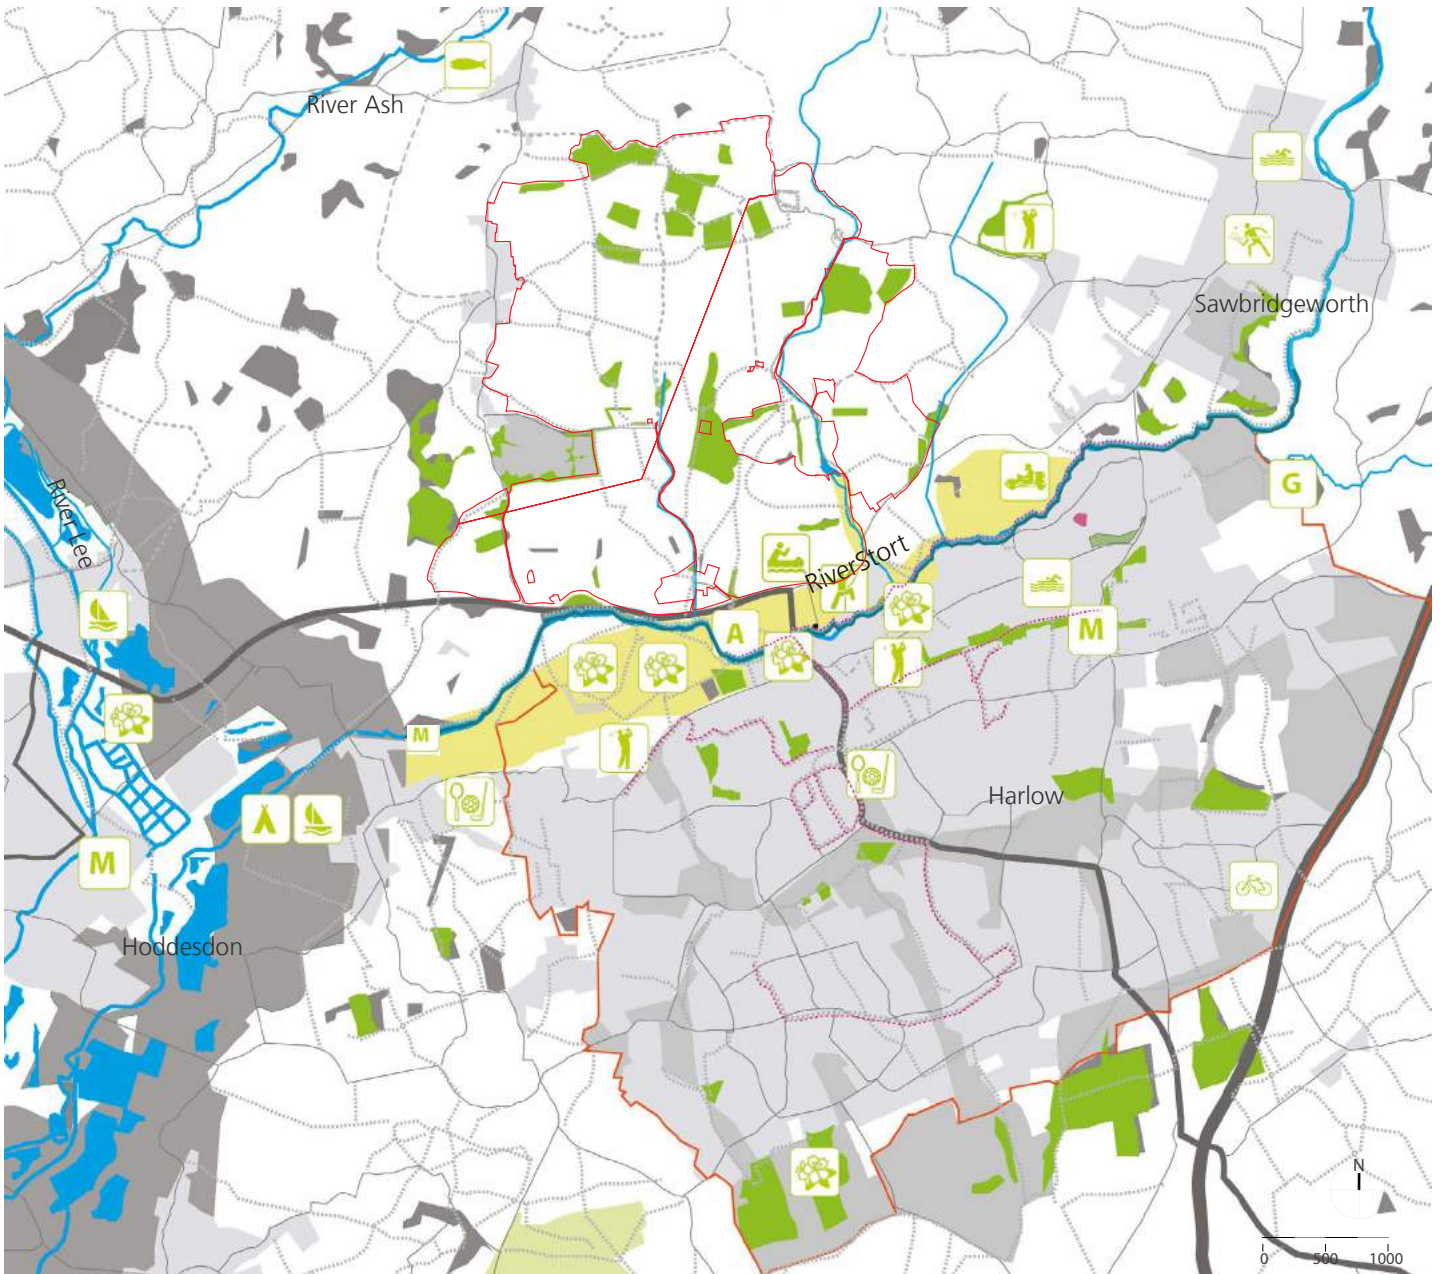 River Ash
Sawbridgeworth
G
River Lee
River Stort
A
M
M
Harlow
M
Hoddesdon
N
0 500 1000